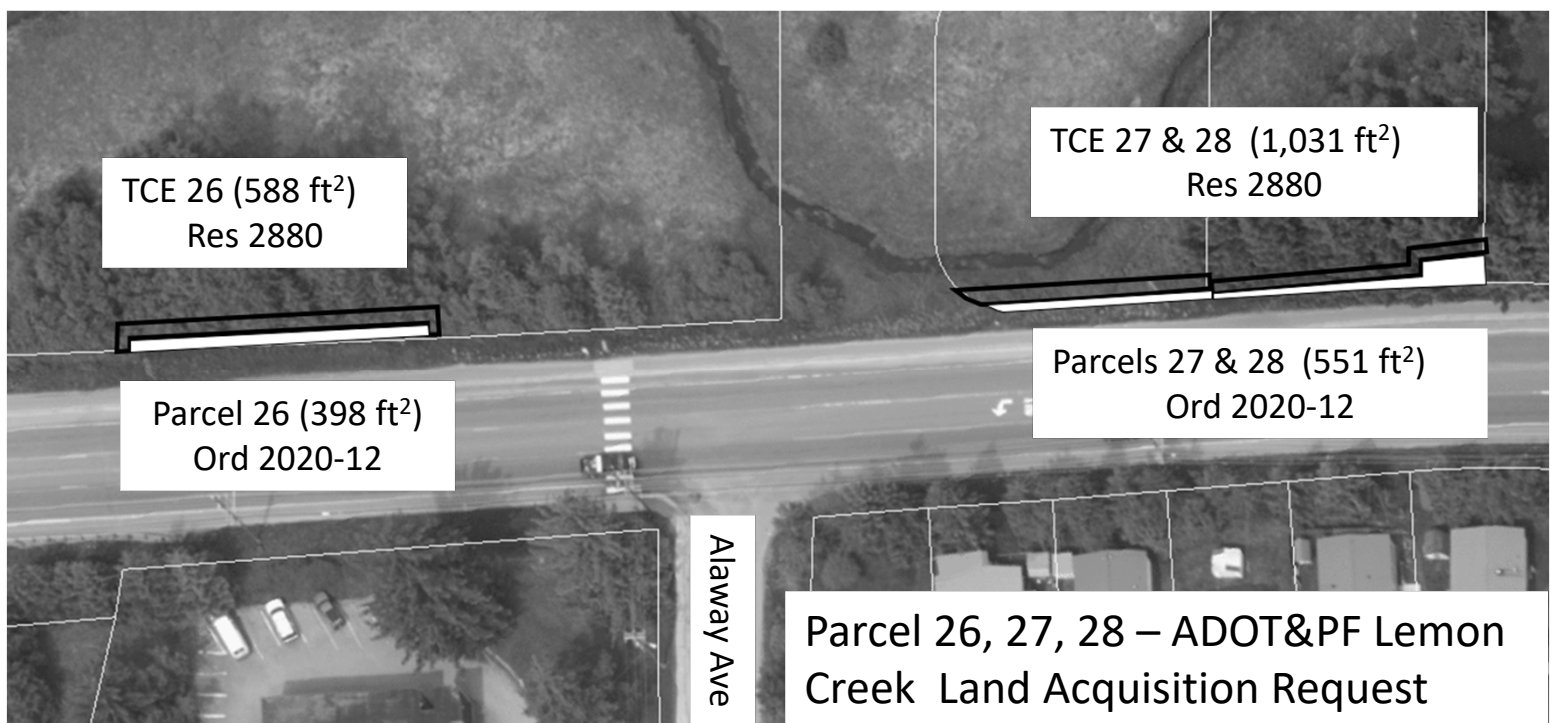 TCE 26 (588 ft²)
Res 2880
TCE 27 & 28 (1,031 ft²)
Res 2880
Parcel 26 (398 ft²)
Ord 2020-12
Parcels 27 & 28 (551 ft²)
Ord 2020-12
Alaway Ave
Parcel 26, 27, 28 – ADOT&PF Lemon
Creek Land Acquisition Request